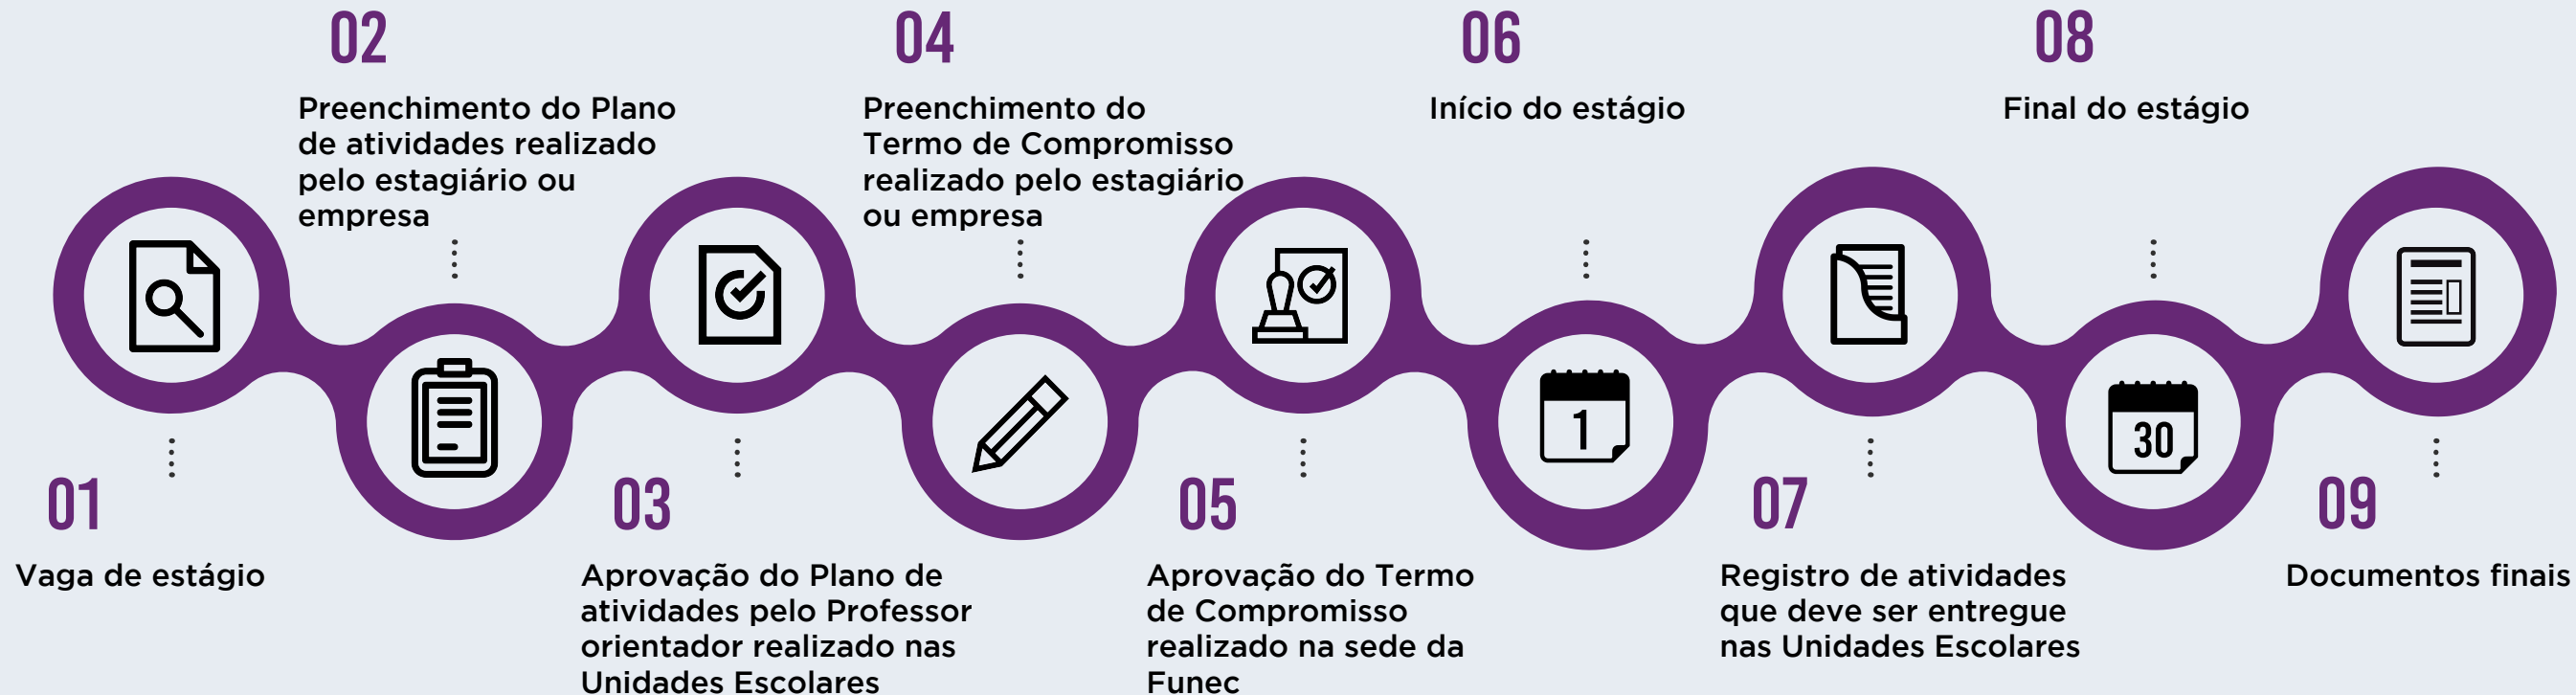 01
Vaga de estágio
02
Preenchimento do Plano
de atividades realizado
pelo estagiário ou
empresa
03
Aprovação do Plano de
atividades pelo Professor
orientador realizado nas
Unidades Escolares
04
Preenchimento do
Termo de Compromisso
realizado pelo estagiário
ou empresa
05
Aprovação do Termo
de Compromisso
realizado na sede da
Funec
06
Início do estágio
1
07
Registro de atividades
que deve ser entregue
nas Unidades Escolares
08
Final do estágio
30
09
Documentos finais